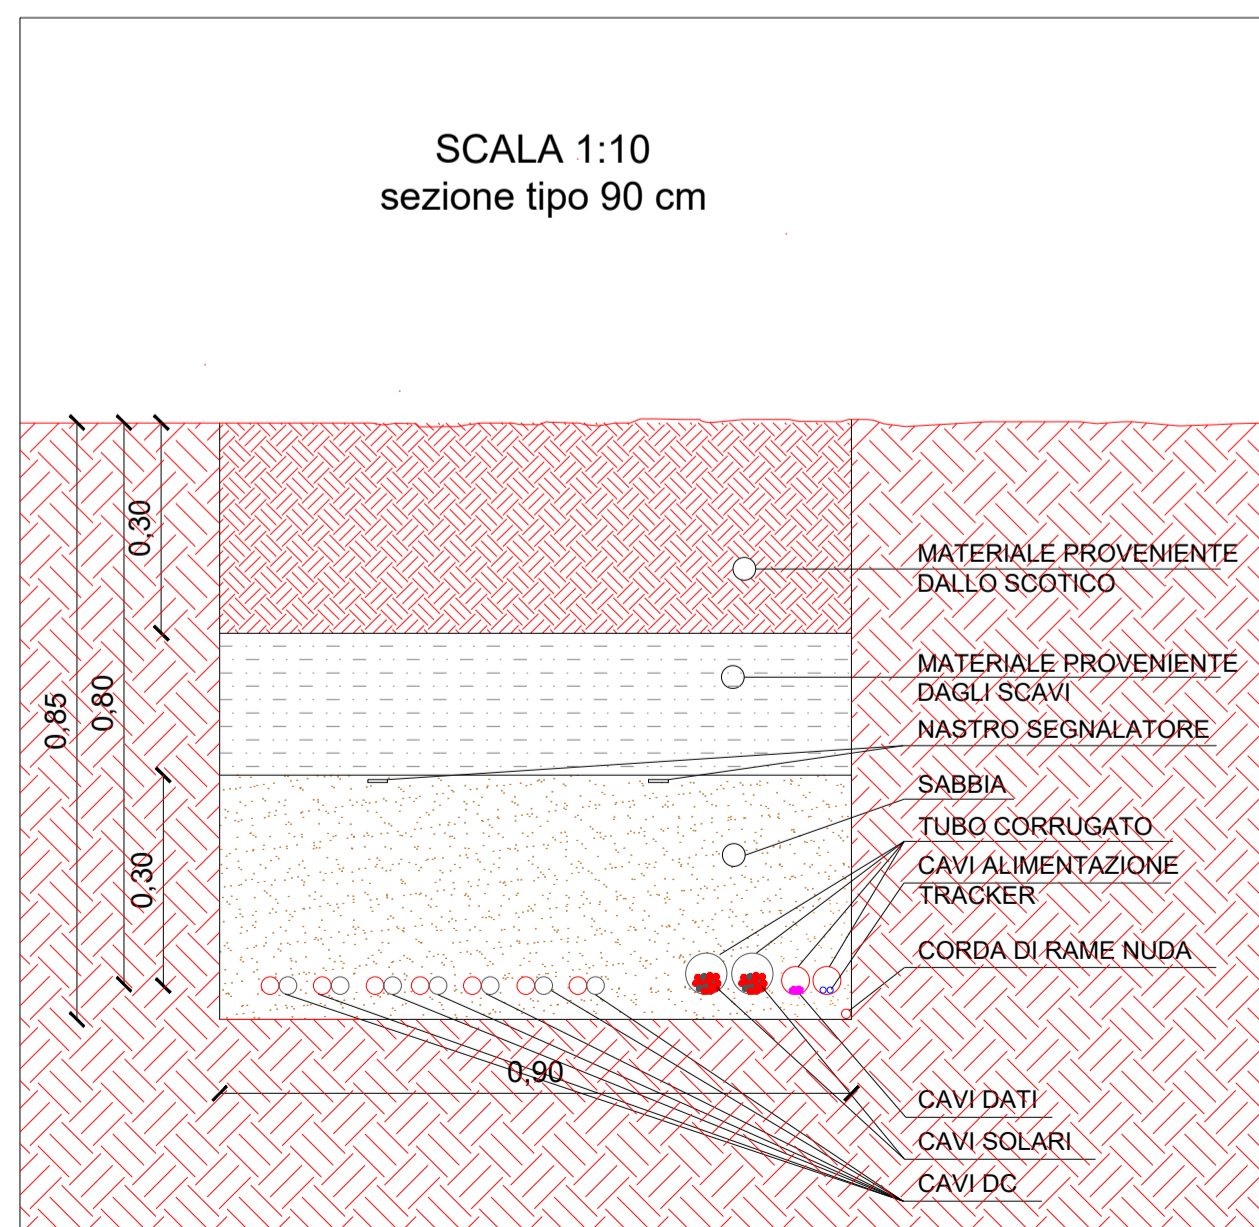 SCALA 1:10
sezione tipo 90 cm
0,30
0,80
0,85
0,30
0,90
MATERIALE PROVENIENTE
DALLO SCOTICO
MATERIALE PROVENIENTE
DAGLI SCAVI
NASTRO SEGNALATORE
SABBIA
TUBO CORRUGATO
CAVI ALIMENTAZIONE
TRACKER
CORDA DI RAME NUDA
CAVI DATI
CAVI SOLARI
CAVI DC